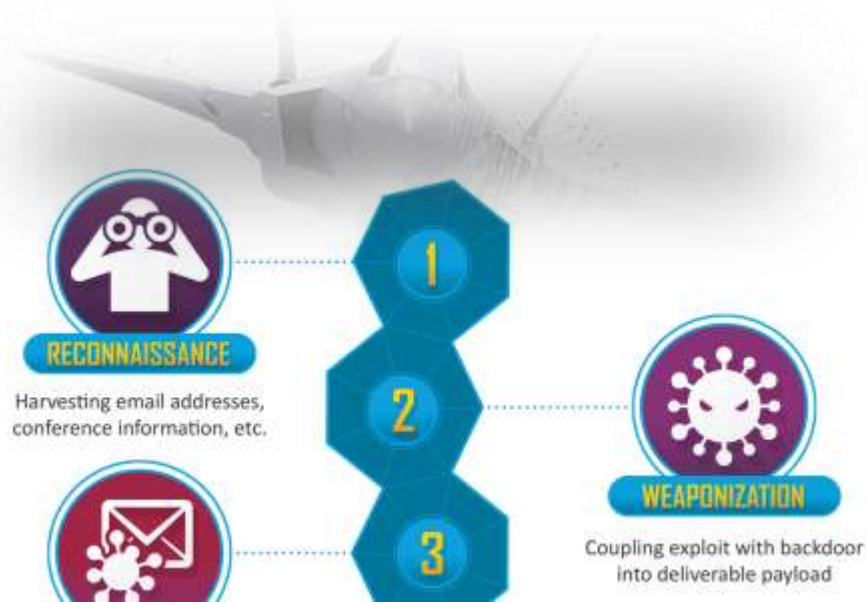 1
RECONNAISSANCE
Harvesting email addresses,
conference information, etc.
2
WEAPONIZATION
Coupling exploit with backdoor
into deliverable payload
3